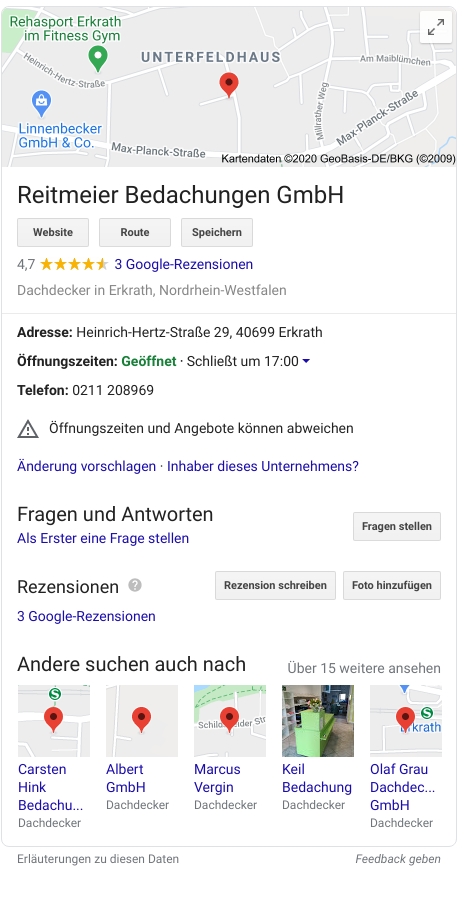 Rehasport Erkrath
im Fitness Gym
UNTERFELDHAUS
Am Maiblümchen
Heinrich-Hertz-Straße
Millrather Weg
Max-Planck-Straße
Linnenbecker
GmbH & Co.
Max-Planck-Straße
Kartendaten ©2020 GeoBasis-DE/BKG (©2009)
Reitmeier Bedachungen GmbH
Website Route Speichern
4,7 3 Google-Rezensionen
Dachdecker in Erkrath, Nordrhein-Westfalen
Adresse: Heinrich-Hertz-Straße 29, 40699 Erkrath
Öffnungszeiten: Geöffnet · Schließt um 17:00
Telefon: 0211 208969
Öffnungszeiten und Angebote können abweichen
Änderung vorschlagen · Inhaber dieses Unternehmens?
Fragen und Antworten
Fragen stellen
Als Erster eine Frage stellen
Rezensionen ? Rezension schreiben Foto hinzufügen
3 Google-Rezensionen
Andere suchen auch nach Über 15 weitere ansehen
S
S
Erkrath
Carsten
Hink
Bedachu...
Dachdecker
Albert
GmbH
Dachdecker
Marcus
Vergin
Dachdecker
Keil
Bedachung
Dachdecker
Olaf Grau
Dachdec...
GmbH
Dachdecker
Erläuterungen zu diesen Daten Feedback geben